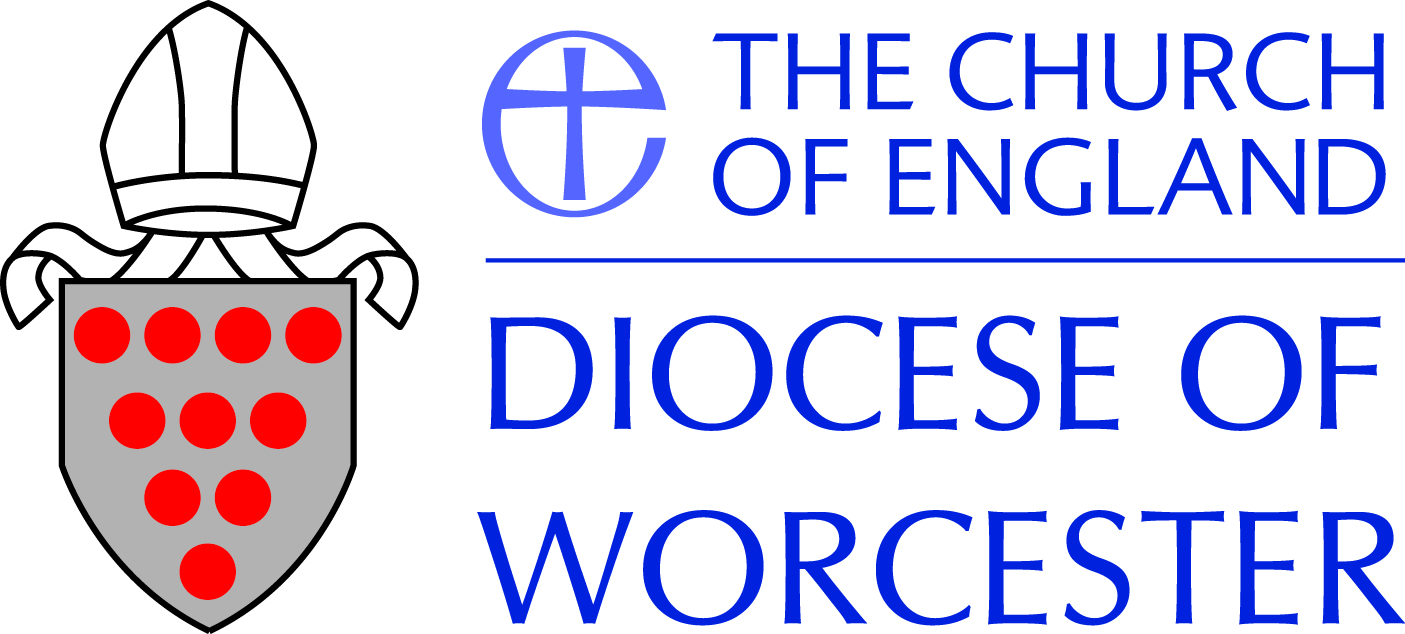 THE CHURCH
OF ENGLAND
DIOCESE OF
WORCESTER